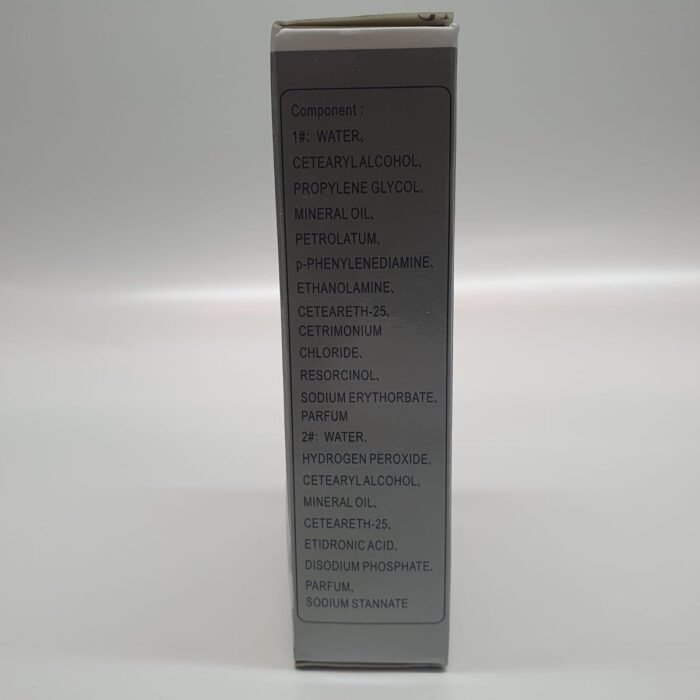 Component :
1#: WATER、
CETEARYL ALCOHOL、
PROPYLENE GLYCOL、
MINERAL OIL、
PETROLATUM、
p-PHENYLENEDIAMINE、
ETHANOLAMINE、
CETEARETH-25、
CETRIMONIUM
CHLORIDE、
RESORCINOL、
SODIUM ERYTHORBATE、
PARFUM
2#: WATER、
HYDROGEN PEROXIDE、
CETEARYL ALCOHOL、
MINERAL OIL、
CETEARETH-25、
ETIDRONIC ACID、
DISODIUM PHOSPHATE、
PARFUM、
SODIUM STANNATE